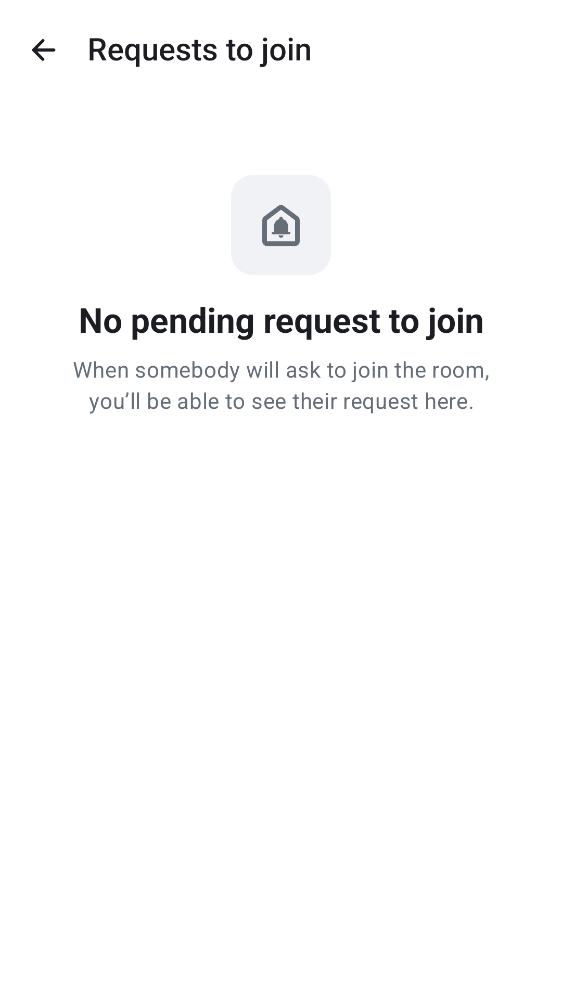 Requests to join
No pending request to join
When somebody will ask to join the room,
you’ll be able to see their request here.